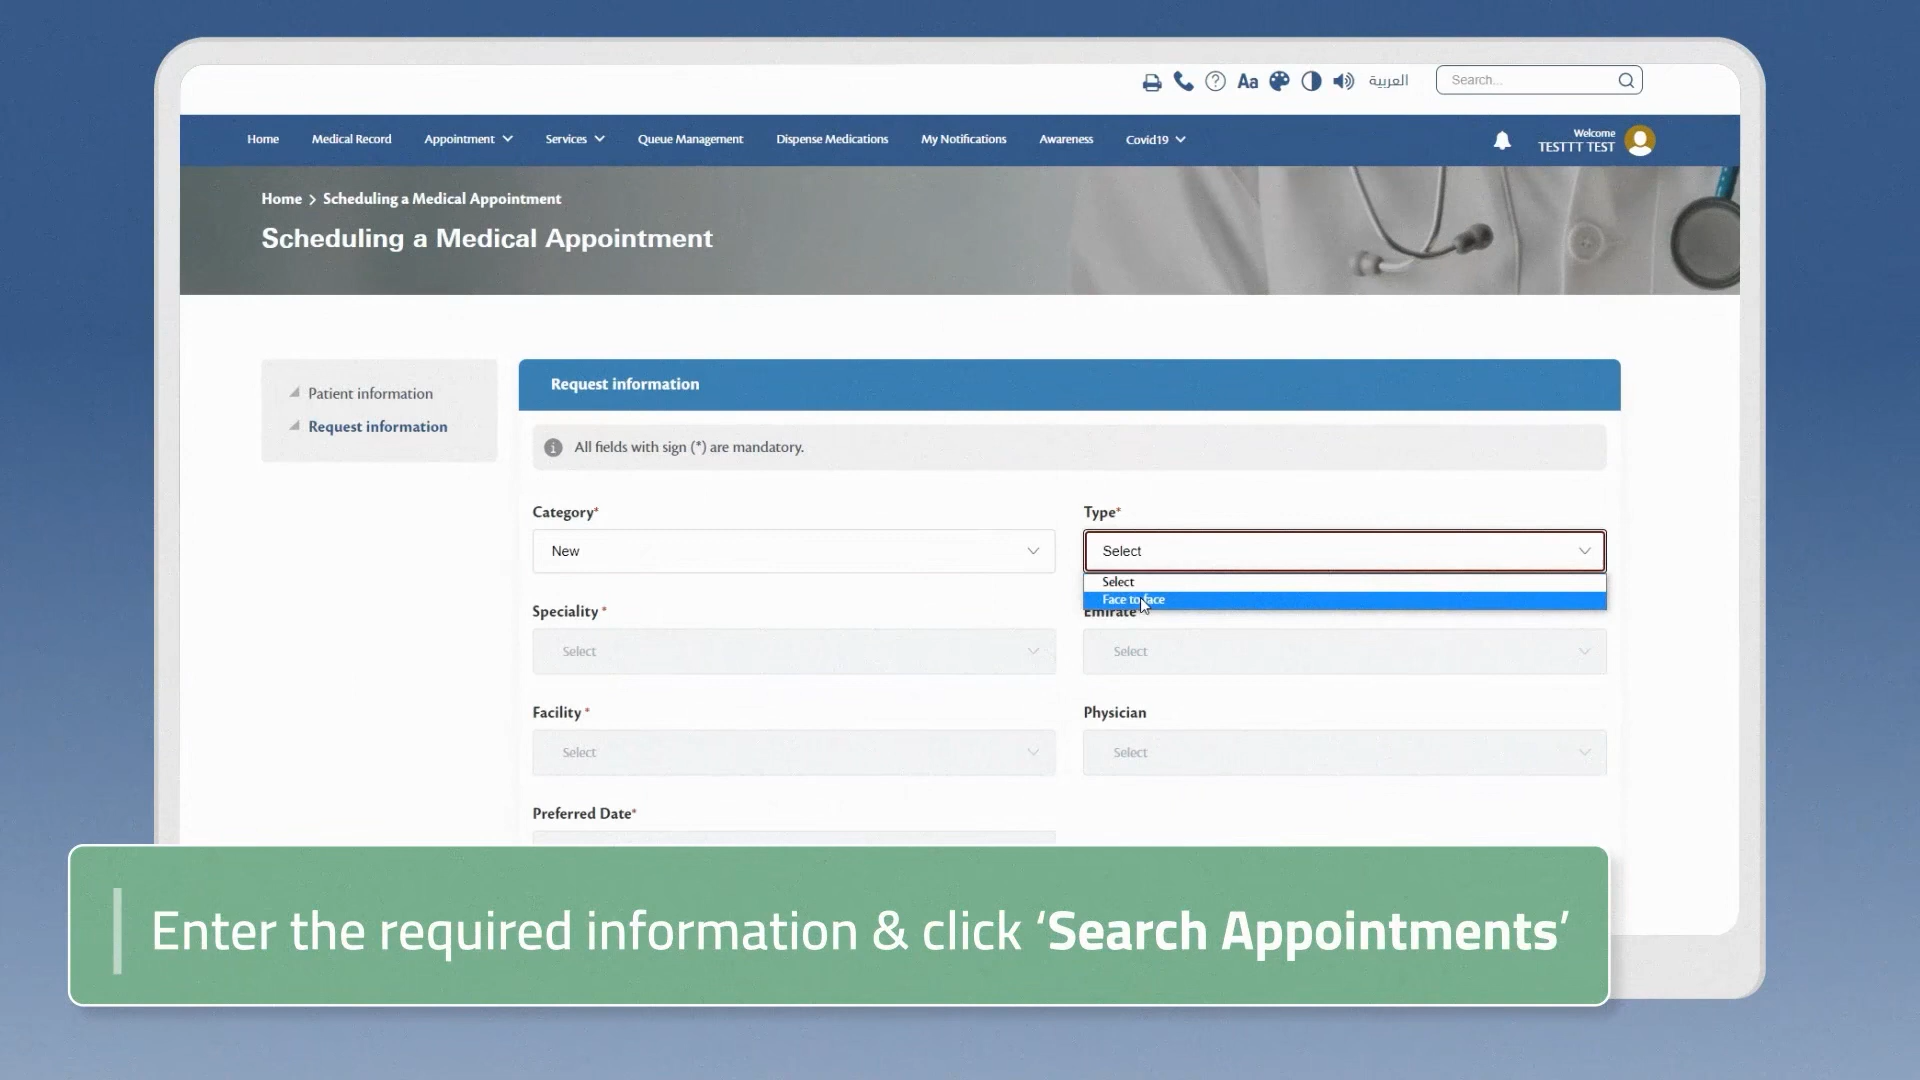 Aa العربية Search...
Home Medical Record Appointment Services Queue Management Dispense Medications My Notifications Awareness Covid19 Welcome
TESTTT TEST
Home > Scheduling a Medical Appointment
Scheduling a Medical Appointment
Patient information
Request information
Request information
All fields with sign (*) are mandatory.
Category* Type*
New Select
Select
Face to face
Speciality * Emirate
Select Select
Facility * Physician
Select Select
Preferred Date*
Enter the required information & click ‘Search Appointments’